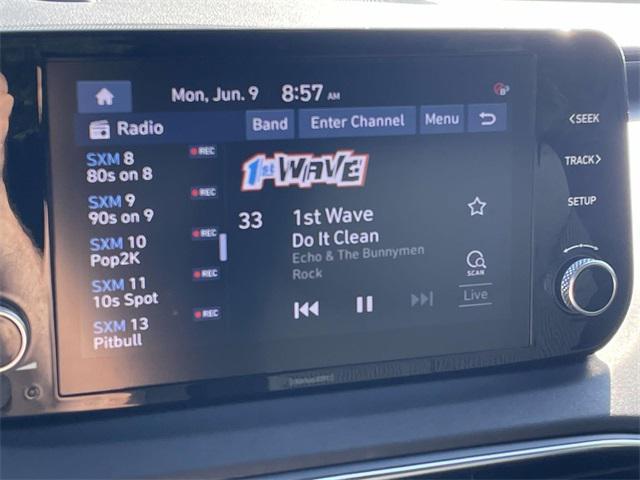 Mon, Jun. 9 8:57 AM
Radio Band Enter Channel Menu
SXM 8 REC
80s on 8
SXM 9 REC
90s on 9
SXM 10 REC
Pop2K
SXM 11 REC
10s Spot
SXM 13 REC
Pitbull
1st WAVE
33 1st Wave
Do It Clean
Echo & The Bunnymen
Rock
SCAN
Live
< SEEK
TRACK >
SETUP